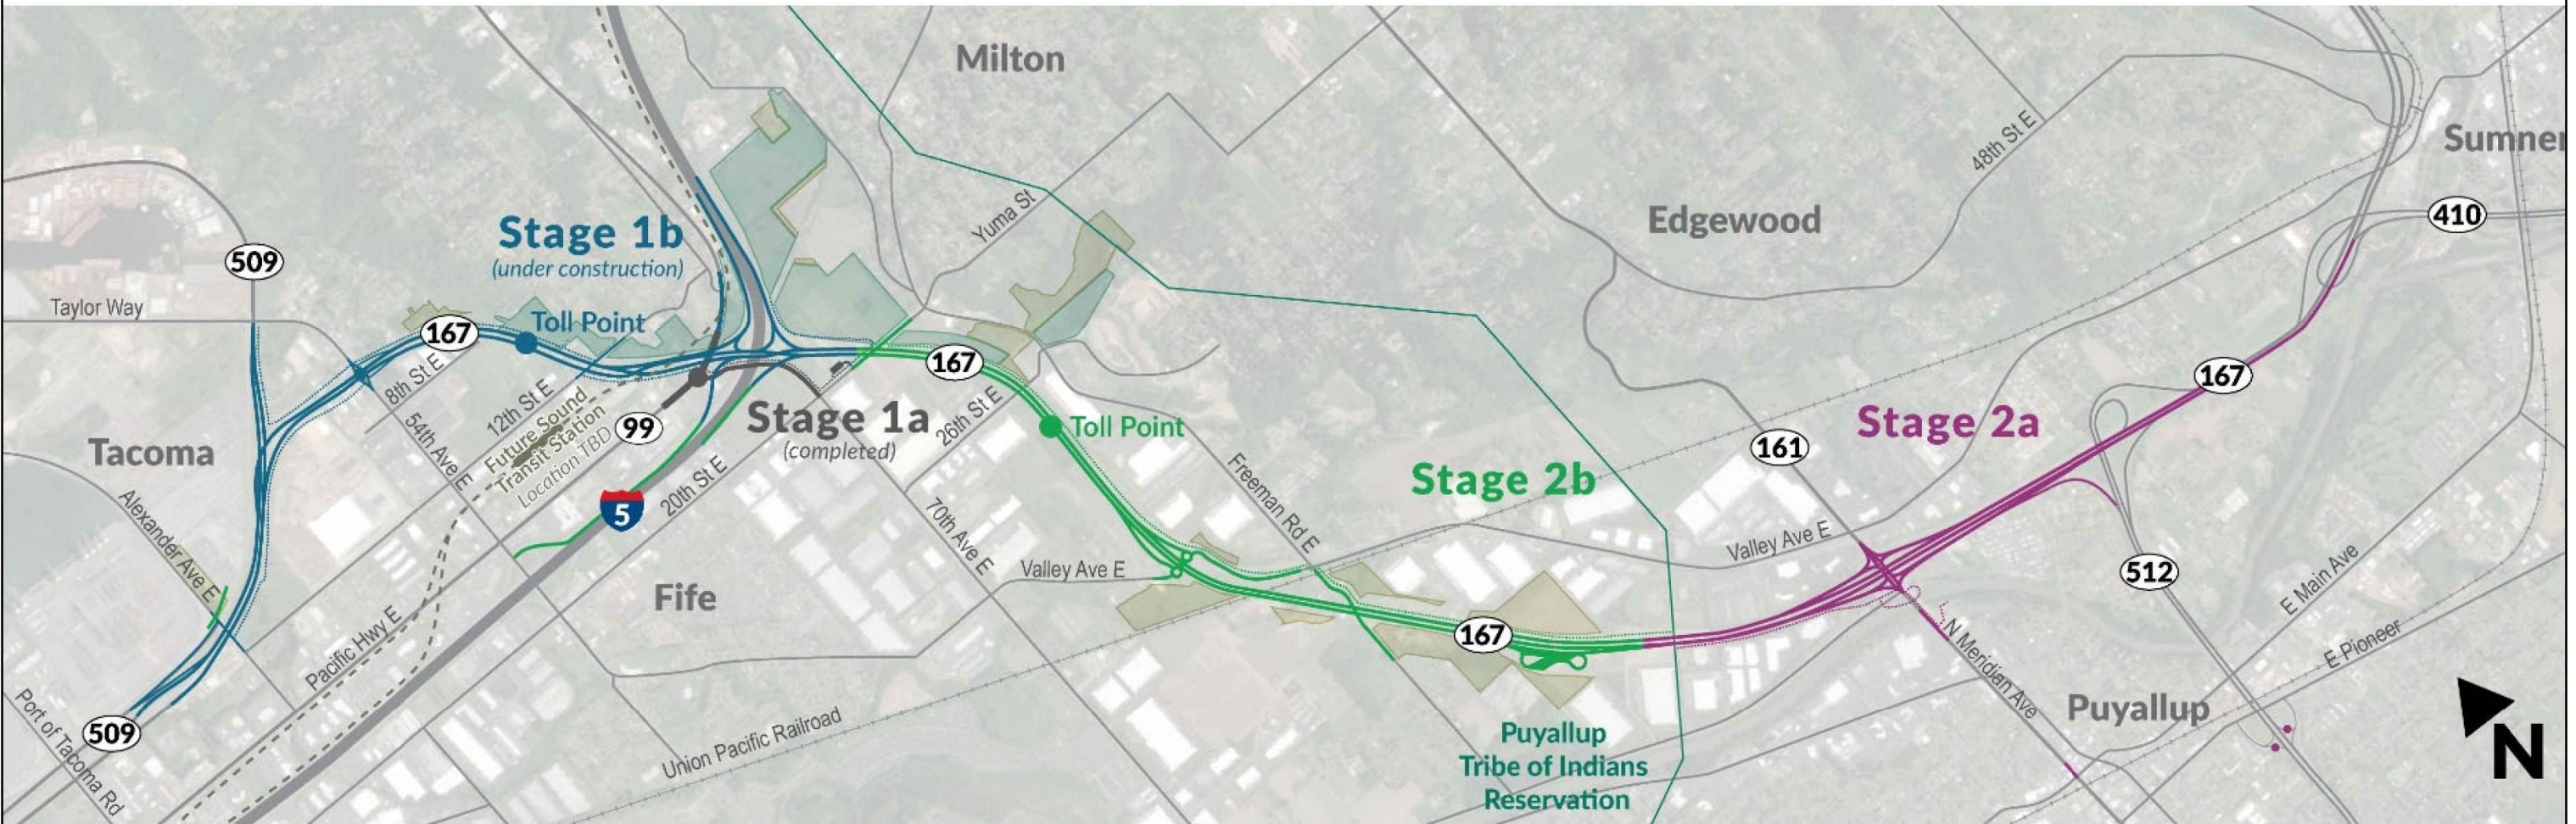 Milton
Sumner
48th St E
410
Yuma St
Edgewood
Stage 1b
(under construction)
509
Taylor Way
Toll Point
167
8th St E
167
12th St E
167
Future Sound
Transit Station
Location TBD
99
Stage 1a
(completed)
26th St E
Toll Point
Stage 2a
161
Tacoma
54th Ave E
Stage 2b
Freeman Rd E
5
20th St E
Alexander Ave E
70th Ave E
Valley Ave E
Valley Ave E
512
E Main Ave
Fife
167
Pacific Hwy E
N Meridian Ave
E Pioneer
Puyallup
509
Port of Tacoma Rd
Union Pacific Railroad
Puyallup
Tribe of Indians
Reservation
N